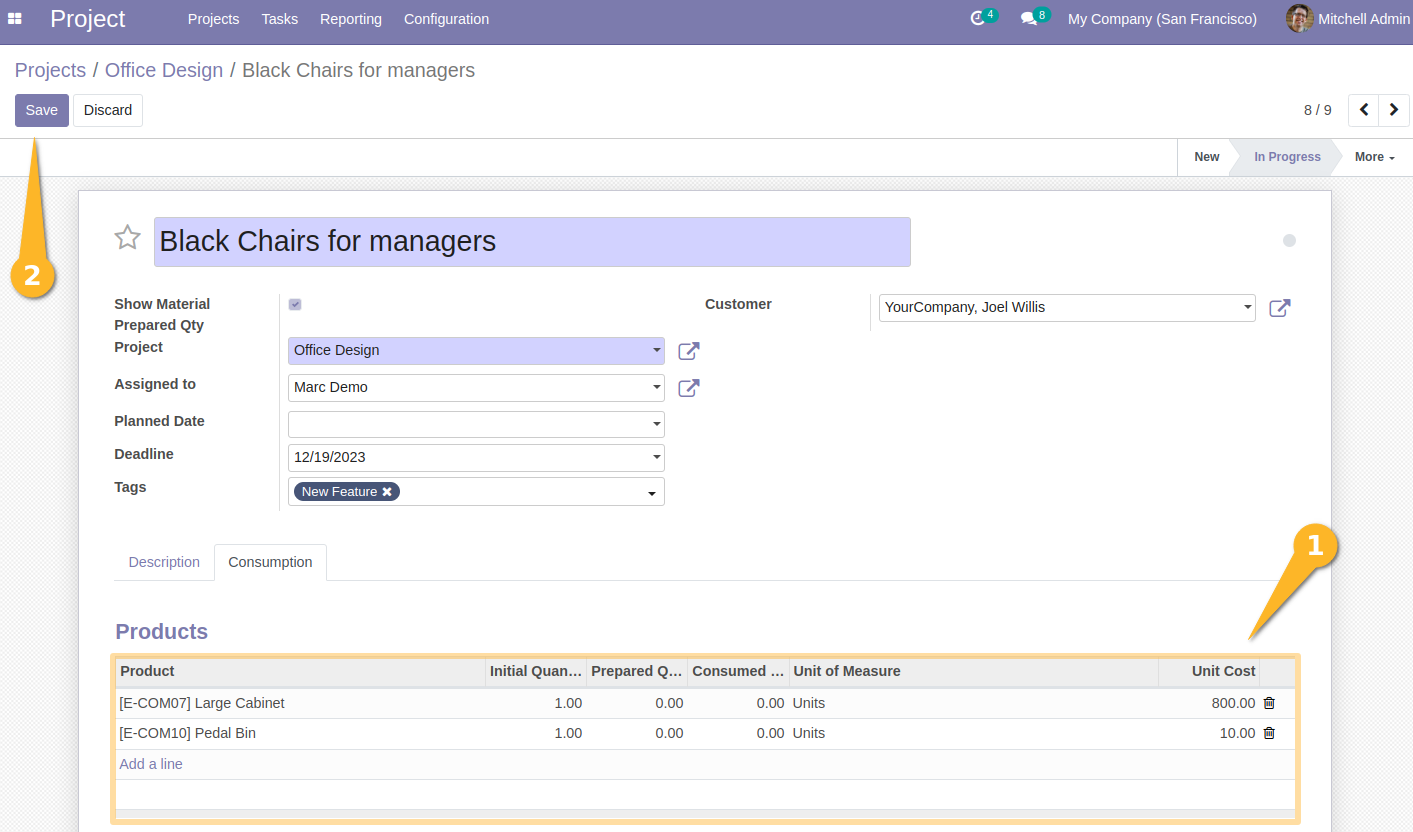 Project Projects Tasks Reporting Configuration 4 8 My Company (San Francisco) Mitchell Admin
Projects / Office Design / Black Chairs for managers
Save Discard 8 / 9
New In Progress More
Black Chairs for managers
2
Show Material Prepared Qty
Customer YourCompany, Joel Willis
Project Office Design
Assigned to Marc Demo
Planned Date
Deadline 12/19/2023
Tags New Feature
1
Description Consumption
Products
Product Initial Quan... Prepared Q... Consumed ... Unit of Measure Unit Cost
[E-COM07] Large Cabinet 1.00 0.00 0.00 Units 800.00
[E-COM10] Pedal Bin 1.00 0.00 0.00 Units 10.00
Add a line